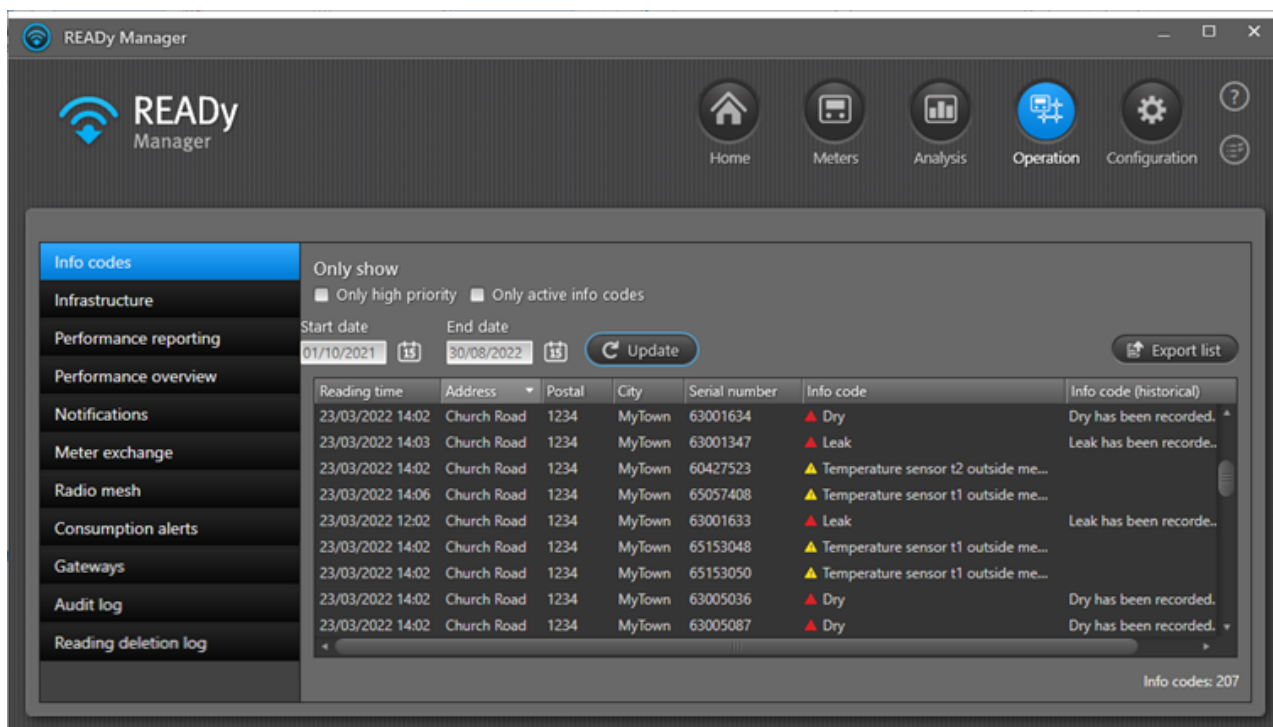 READy Manager
READy
Manager
Home Meters Analysis Operation Configuration
Info codes
Infrastructure
Performance reporting
Performance overview
Notifications
Meter exchange
Radio mesh
Consumption alerts
Gateways
Audit log
Reading deletion log
Only show
Only high priority Only active info codes
Start date End date
01/10/2021 15 30/08/2022 15 Update Export list
Reading time Address Postal City Serial number Info code Info code (historical)
23/03/2022 14:02 Church Road 1234 MyTown 63001634 Dry Dry has been recorded.
23/03/2022 14:03 Church Road 1234 MyTown 63001347 Leak Leak has been recorde..
23/03/2022 14:02 Church Road 1234 MyTown 60427523 Temperature sensor t2 outside me...
23/03/2022 14:06 Church Road 1234 MyTown 65057408 Temperature sensor t1 outside me...
23/03/2022 12:02 Church Road 1234 MyTown 63001633 Leak Leak has been recorde..
23/03/2022 14:02 Church Road 1234 MyTown 65153048 Temperature sensor t1 outside me...
23/03/2022 14:02 Church Road 1234 MyTown 65153050 Temperature sensor t1 outside me...
23/03/2022 14:02 Church Road 1234 MyTown 63005036 Dry Dry has been recorded.
23/03/2022 14:02 Church Road 1234 MyTown 63005087 Dry Dry has been recorded.
Info codes: 207